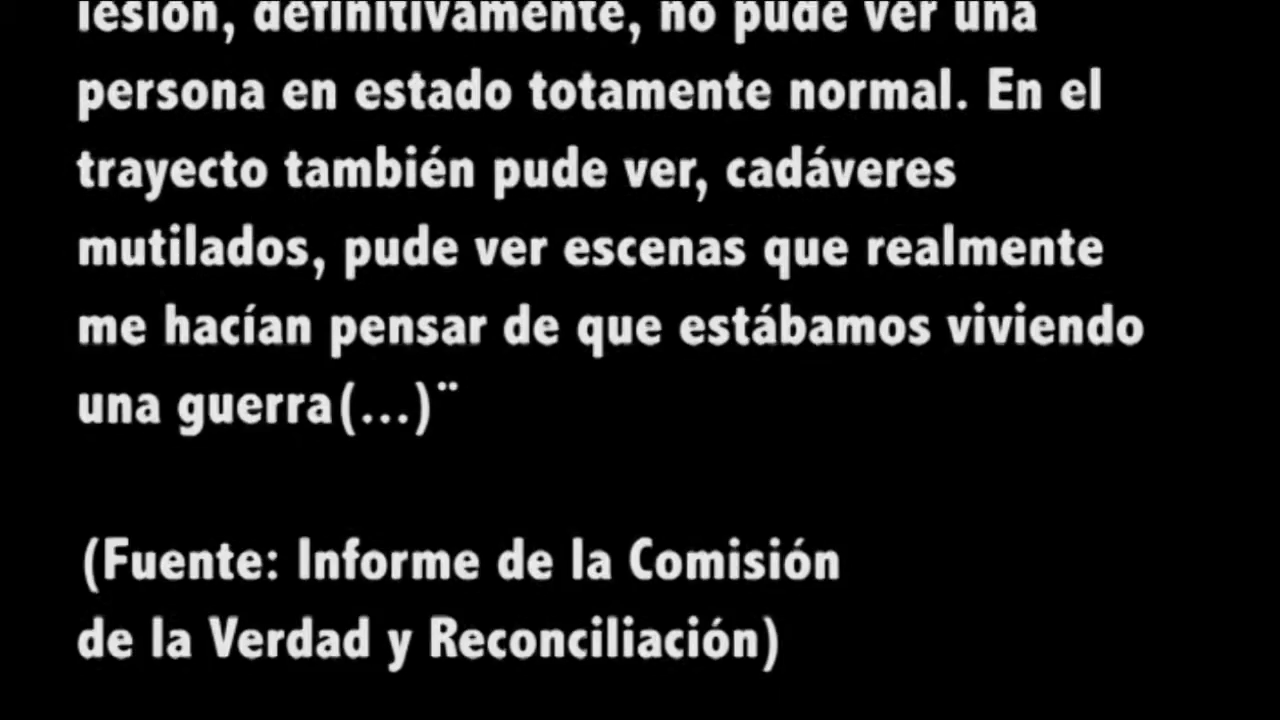 lesión, definitivamente, no pude ver una
persona en estado totamente normal. En el
trayecto también pude ver, cadáveres
mutilados, pude ver escenas que realmente
me hacían pensar de que estábamos viviendo
una guerra(...)¨
(Fuente: Informe de la Comisión
de la Verdad y Reconciliación)